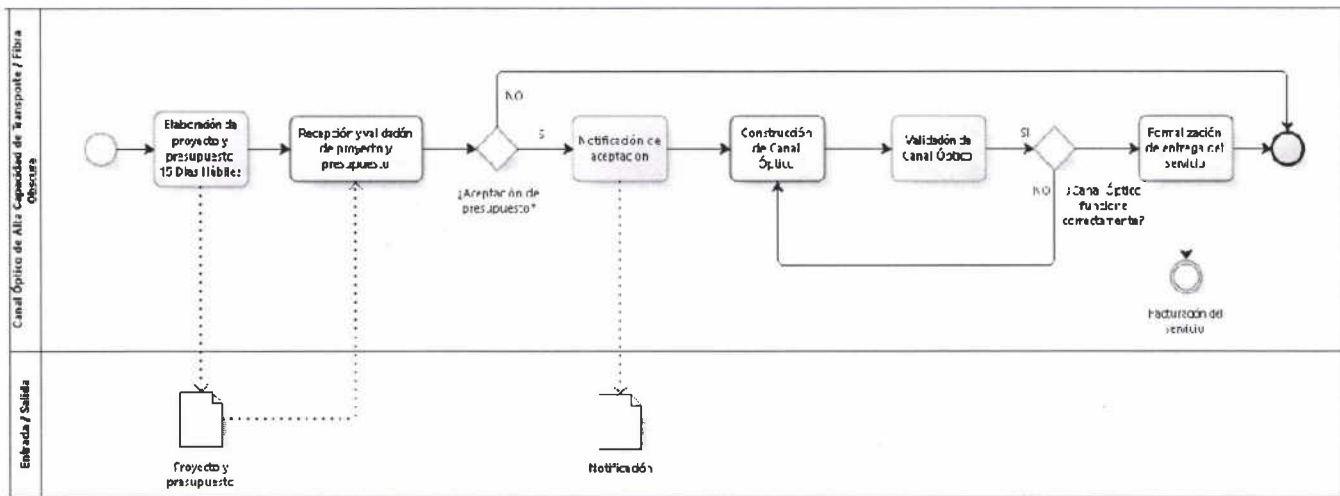 Canal Óptico de Alta Capacidad de Transporte / Fibra
Obscura
Elaboración de
proyecto y
presupuesto
15 Días Hábiles
Recepción y validación
de proyecto y
presupuesto
NO
SI
¿Aceptación de
presupuesto?
Notificación de
aceptación
Construcción
de Canal
Óptico
Validación de
Canal Óptico
SI
NO
¿Canal Óptico
funciona
correctamente?
Formalización
de entrega del
servicio
Facturación del
servicio
Entrada / Salida
Proyecto y
presupuesto
Notificación